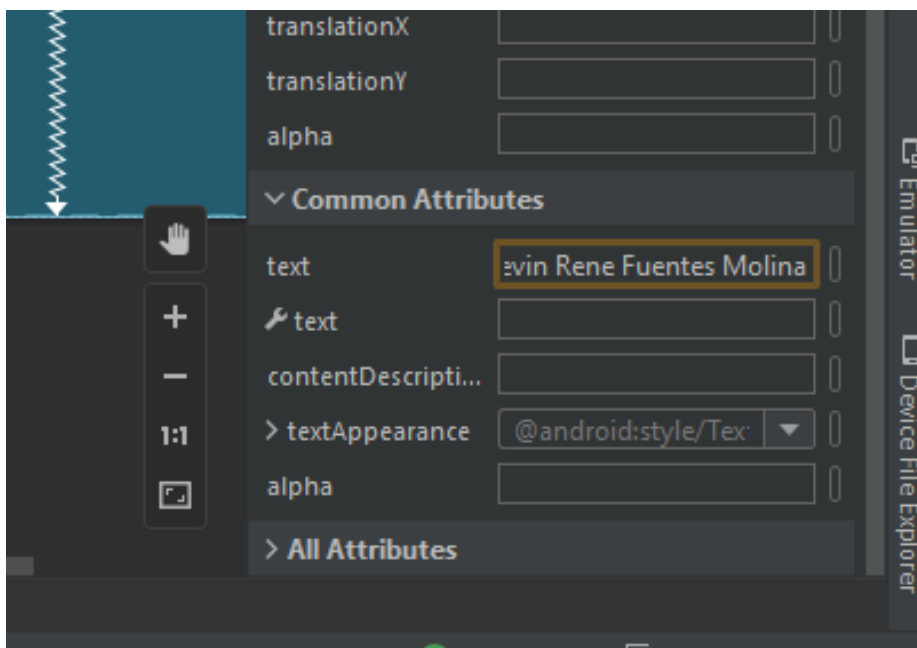 translationX
translationY
alpha
Common Attributes
text evin Rene Fuentes Molina
text
contentDescripti...
textAppearance @android:style/Tex
alpha
All Attributes
1:1
Emulator
Device File Explorer